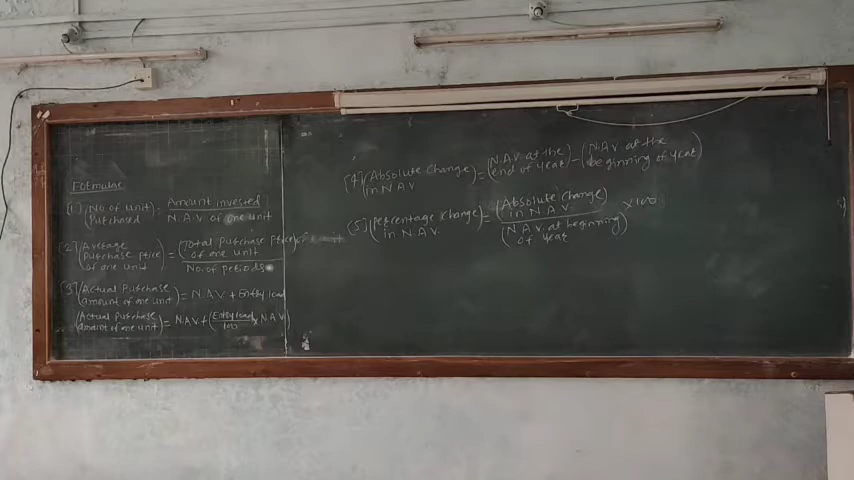 Formulae
[1] (No of unit Purchased) = Amount invested / N.A.V. of one unit
[2] (Average Purchase price of one unit) = (Total Purchase Price of one unit) / No. of periods
[3] (Actual Purchase amount of one unit) = N.A.V + Entry load
(Actual Purchase amount of one unit) = N.A.V + (Entry load / 100 × N.A.V)
[4] (Absolute Change in N.A.V) = (N.A.V. at the end of year) - (N.A.V. at the beginning of year)
[5] (Percentage Change in N.A.V.) = (Absolute Change in N.A.V.) / (N.A.V. at beginning of year) × 100